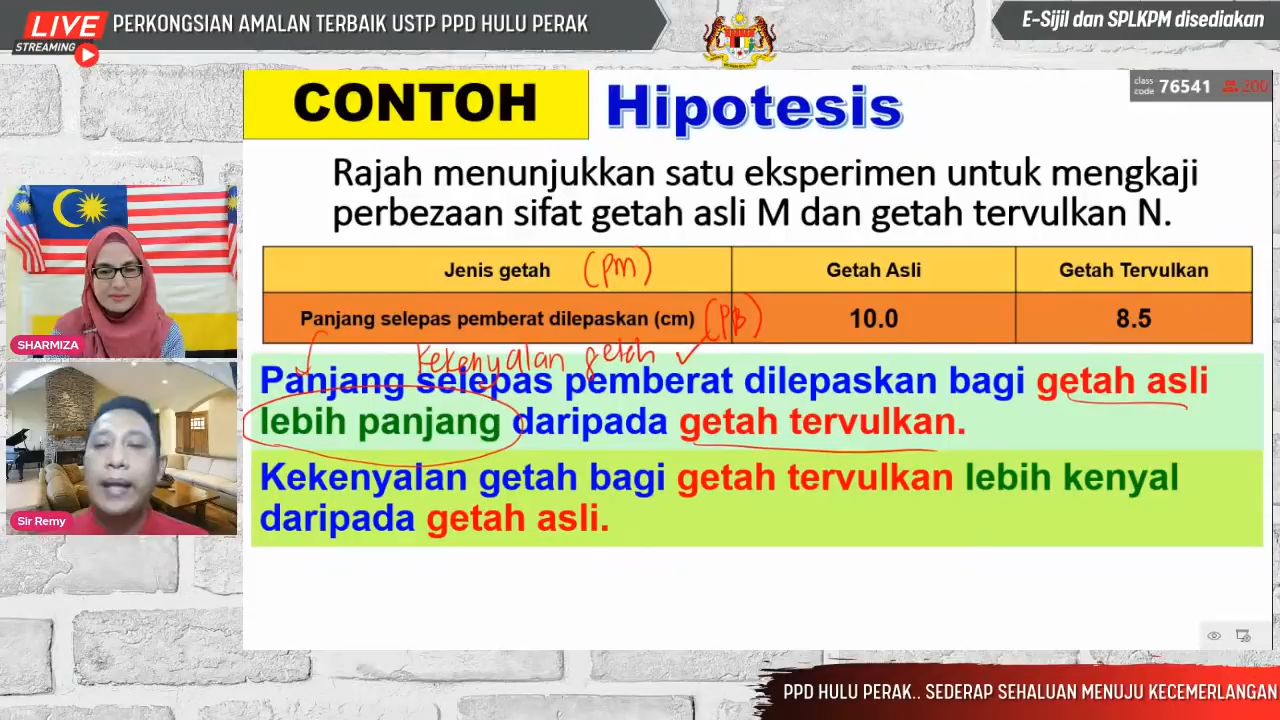 LIVE
STREAMING
PERKONGSIAN AMALAN TERBAIK USTP PPD HULU PERAK
E-Sijil dan SPLKPM disediakan
class code 76541 200
CONTOH
Hipotesis
Rajah menunjukkan satu eksperimen untuk mengkaji
perbezaan sifat getah asli M dan getah tervulkan N.
Jenis getah (PM) Getah Asli Getah Tervulkan
Panjang selepas pemberat dilepaskan (cm) (PB) 10.0 8.5
kekenyalan getah
Panjang selepas pemberat dilepaskan bagi getah asli
lebih panjang daripada getah tervulkan.
Kekenyalan getah bagi getah tervulkan lebih kenyal
daripada getah asli.
SHARMIZA
Sir Remy
PPD HULU PERAK.. SEDERAP SEHALUAN MENUJU KECEMERLANGAN